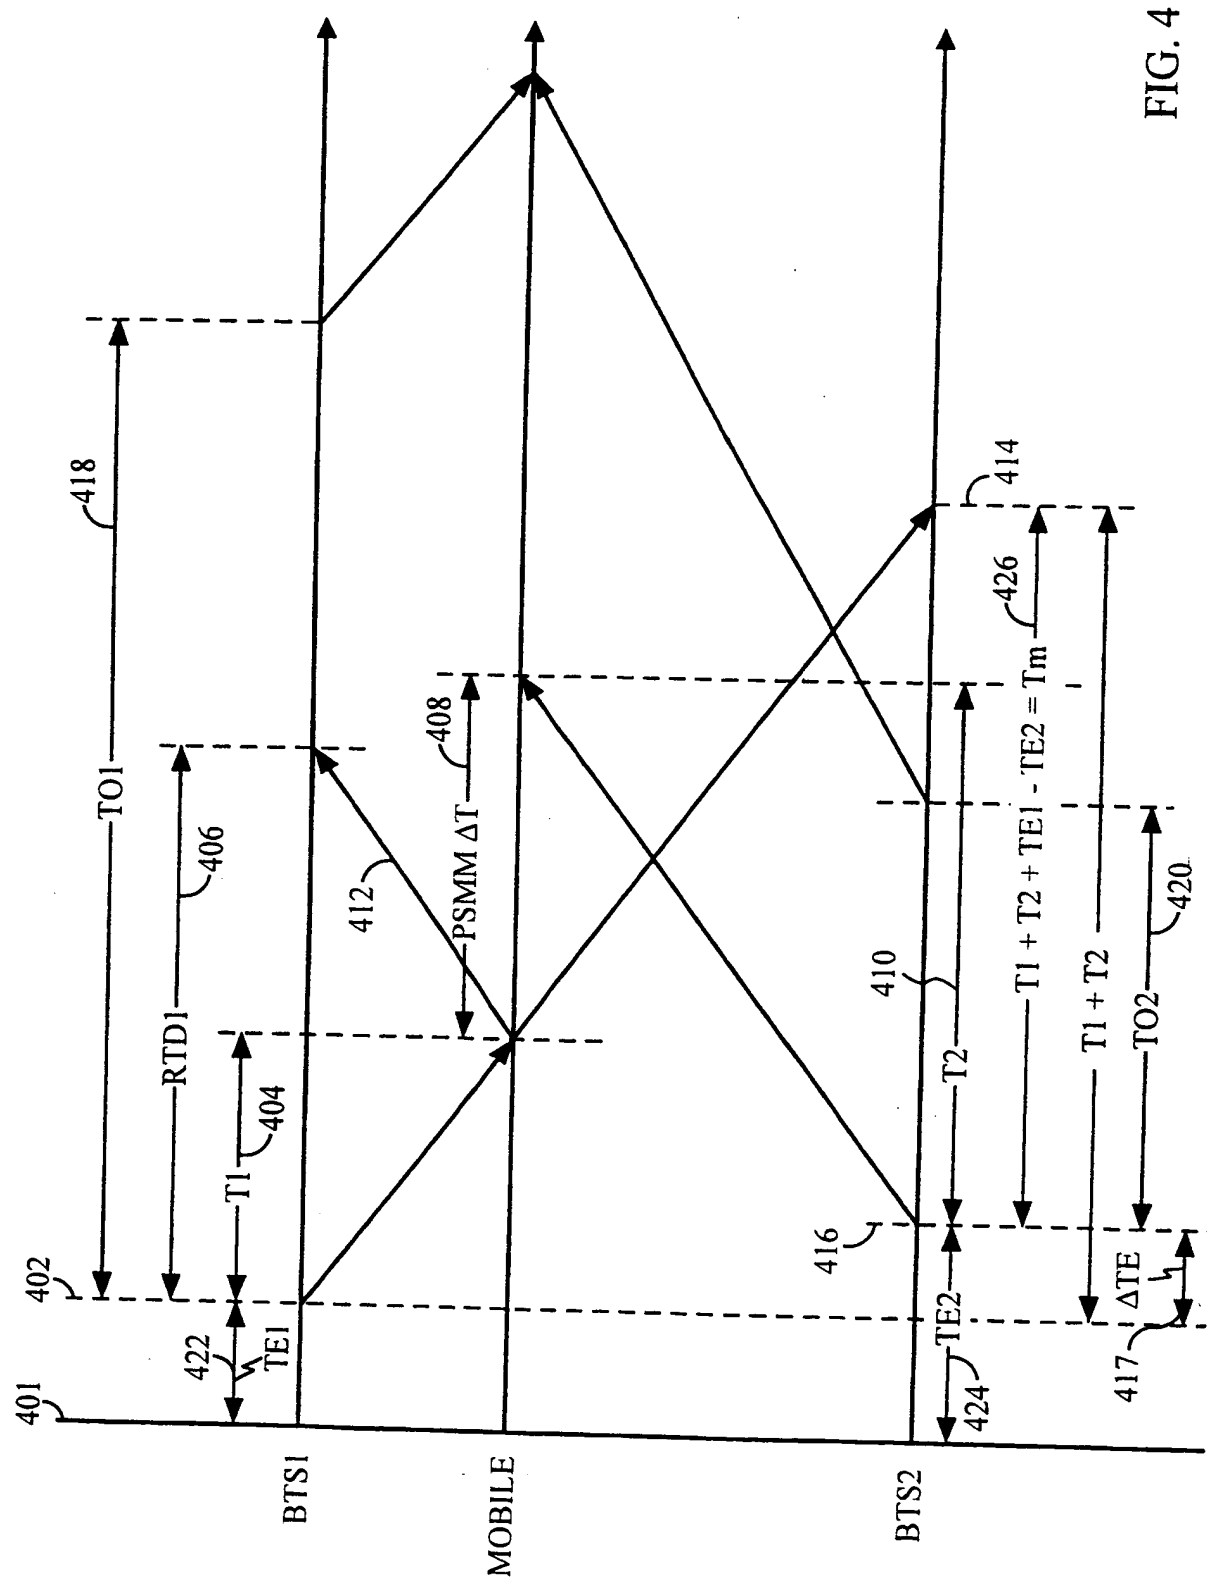 418
TO1
RTD1
406
402
T1
404
422
TE1
401
BTS1
412
PSMM ΔT
408
MOBILE
414
410
T2
416
TE2
424
BTS2
426
T1 + T2 + TE1 - TE2 = Tm
T1 + T2
TO2
420
ΔTE
417
FIG. 4